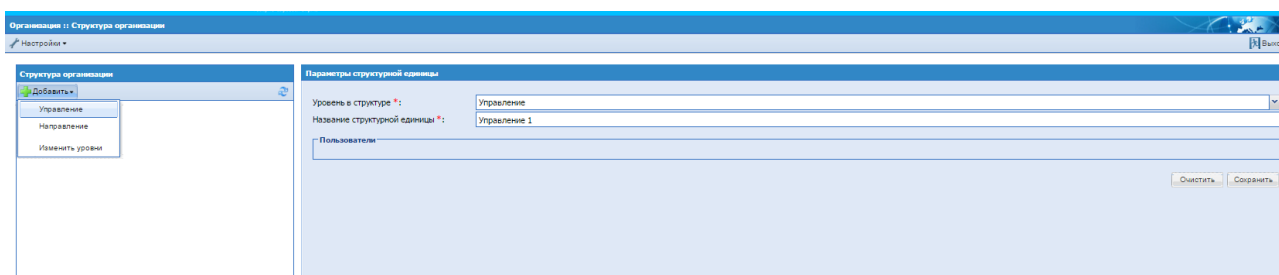 Организация :: Структура организации
Настройки
Выхо
Структура организации
Параметры структурной единицы
Добавить
Управление
Направление
Изменить уровни
Уровень в структуре *:
Управление
Название структурной единицы *:
Управление 1
Пользователи
Очистить
Сохранить